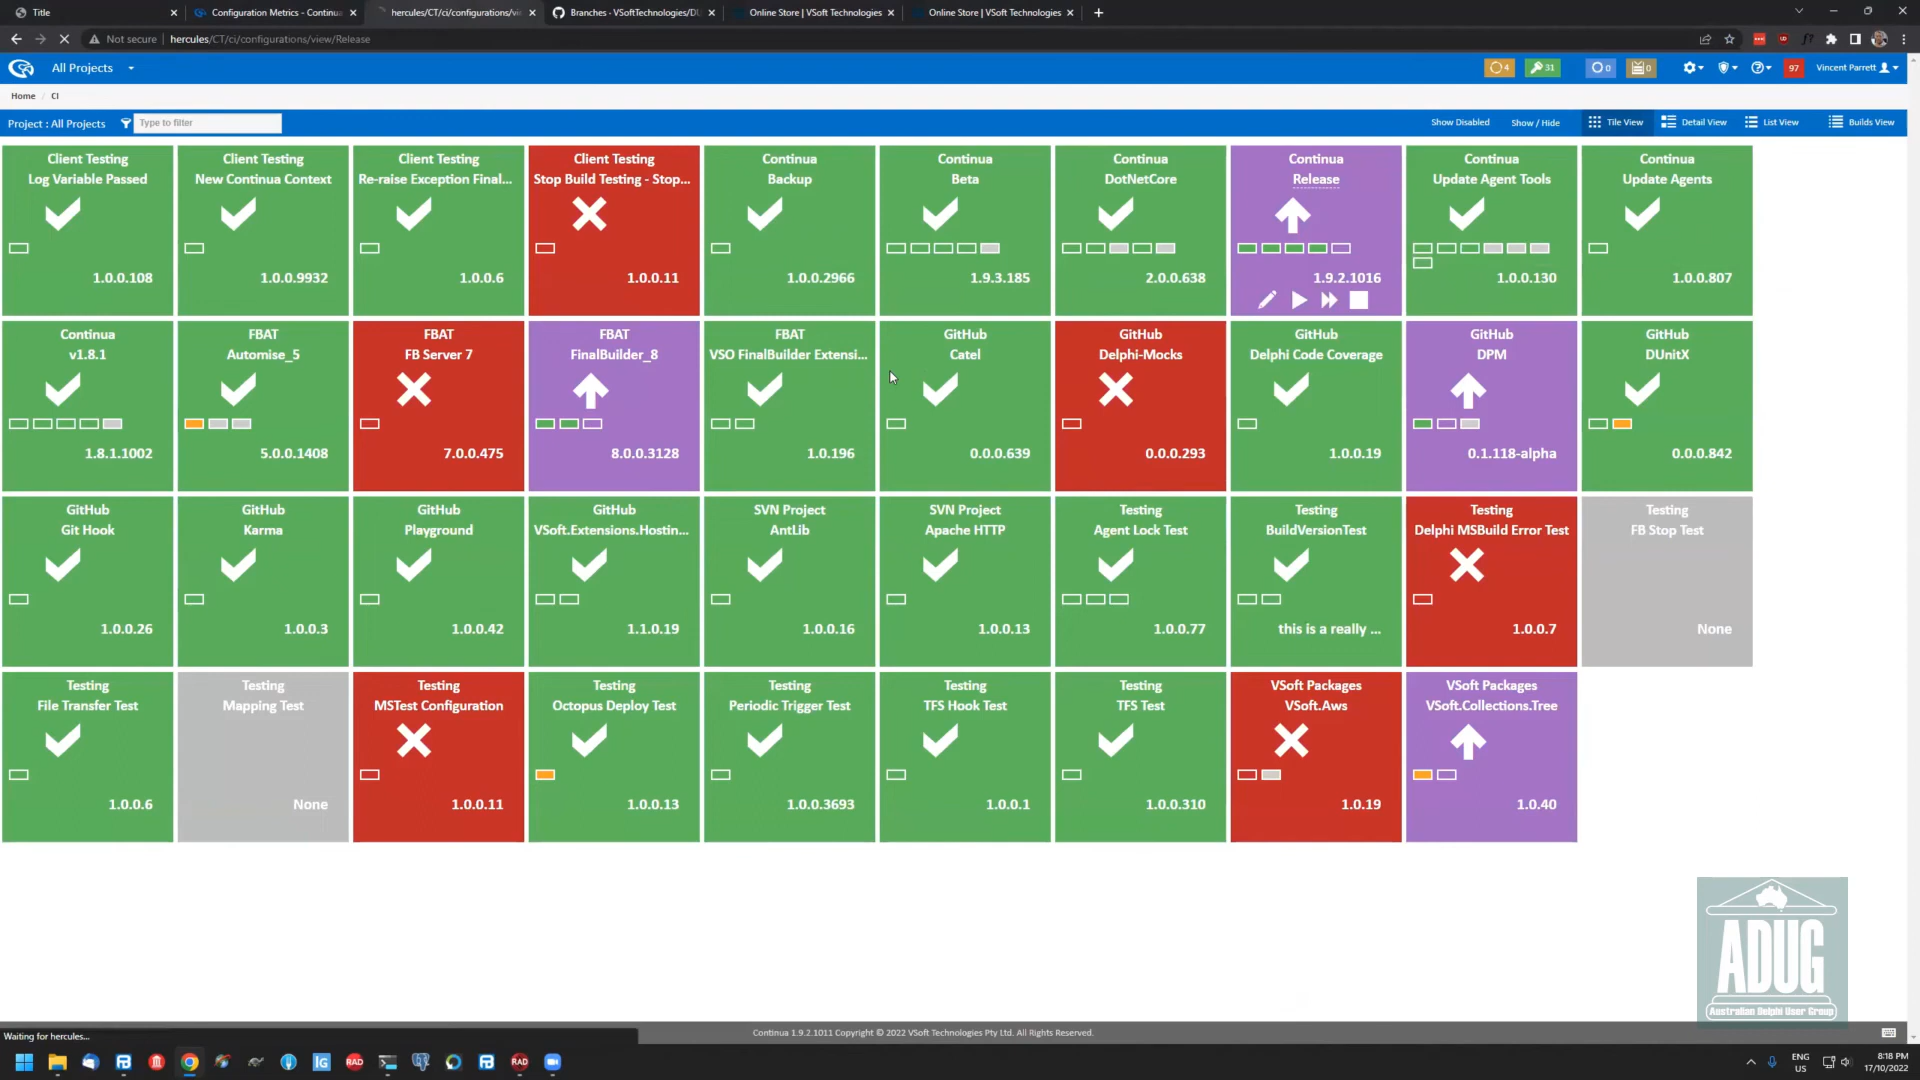 Title
Configuration Metrics - Continua
hercules/CT/ci/configurations/vi
Branches - VSoftTechnologies/DU
Online Store | VSoft Technologies
Online Store | VSoft Technologies
Not secure
hercules/CT/ci/configurations/view/Release
All Projects
4
31
0
0
97
Vincent Parrett
Home / CI
Project : All Projects
Type to filter
Show Disabled
Show / Hide
Tile View
Detail View
List View
Builds View
Client Testing
Log Variable Passed
1.0.0.108
Client Testing
New Continua Context
1.0.0.9932
Client Testing
Re-raise Exception Final...
1.0.0.6
Client Testing
Stop Build Testing - Stop...
1.0.0.11
Continua
Backup
1.0.0.2966
Continua
Beta
1.9.3.185
Continua
DotNetCore
2.0.0.638
Continua
Release
1.9.2.1016
Continua
Update Agent Tools
1.0.0.130
Continua
Update Agents
1.0.0.807
Continua
v1.8.1
1.8.1.1002
FBAT
Automise_5
5.0.0.1408
FBAT
FB Server 7
7.0.0.475
FBAT
FinalBuilder_8
8.0.0.3128
FBAT
VSO FinalBuilder Extensi...
1.0.196
GitHub
Catel
0.0.0.639
GitHub
Delphi-Mocks
0.0.0.293
GitHub
Delphi Code Coverage
1.0.0.19
GitHub
DPM
0.1.118-alpha
GitHub
DUnitX
0.0.0.842
GitHub
Git Hook
1.0.0.26
GitHub
Karma
1.0.0.3
GitHub
Playground
1.0.0.42
GitHub
VSoft.Extensions.Hostin...
1.1.0.19
SVN Project
AntLib
1.0.0.16
SVN Project
Apache HTTP
1.0.0.13
Testing
Agent Lock Test
1.0.0.77
Testing
BuildVersionTest
this is a really ...
Testing
Delphi MSBuild Error Test
1.0.0.7
Testing
FB Stop Test
None
Testing
File Transfer Test
1.0.0.6
Testing
Mapping Test
None
Testing
MSTest Configuration
1.0.0.11
Testing
Octopus Deploy Test
1.0.0.13
Testing
Periodic Trigger Test
1.0.0.3693
Testing
TFS Hook Test
1.0.0.1
Testing
TFS Test
1.0.0.310
VSoft Packages
VSoft.Aws
1.0.19
VSoft Packages
VSoft.Collections.Tree
1.0.40
ADUG
Australian Delphi User Group
Waiting for hercules...
Continua 1.9.2.1011 Copyright © 2022 VSoft Technologies Pty Ltd. All Rights Reserved.
IG
RAD
RAD
ENG
US
8:18 PM
17/10/2022